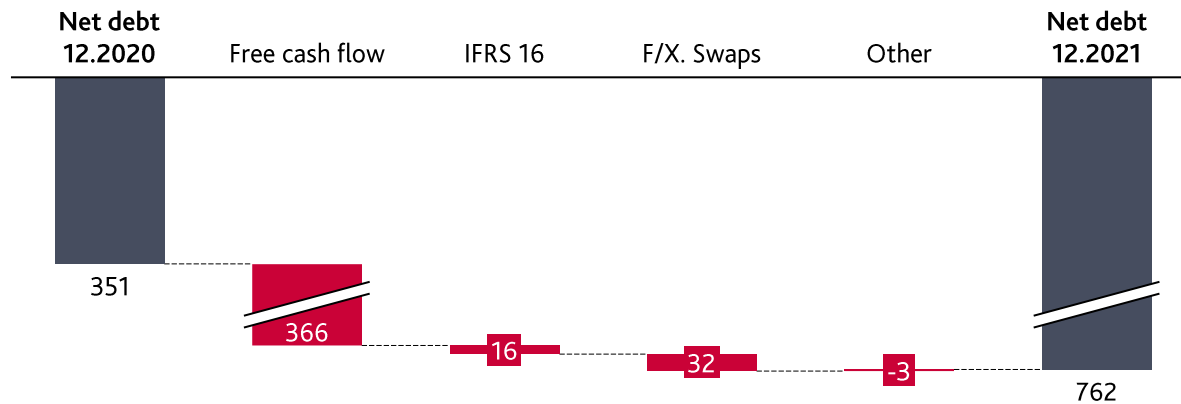 Net debt
12.2020
Free cash flow
IFRS 16
F/X. Swaps
Other
Net debt
12.2021
351
366
16
32
-3
762